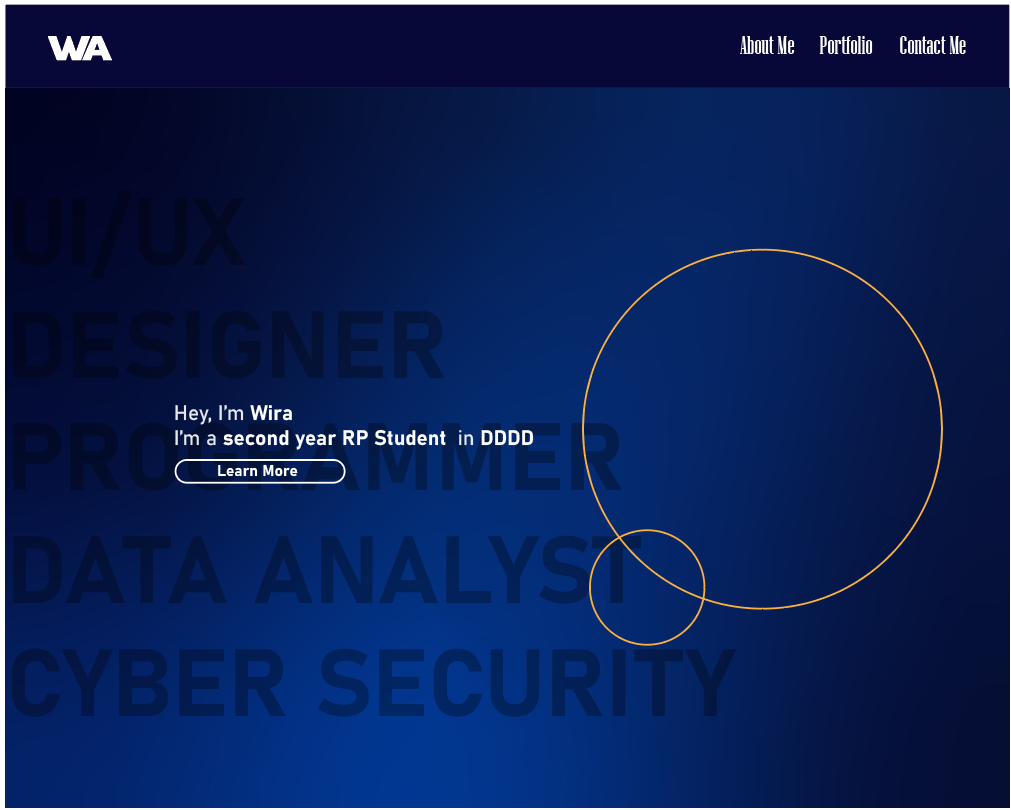 WA
About Me Portfolio Contact Me
UI/UX
DESIGNER
Hey, I'm Wira
I'm a second year RP Student in DDDD
PROGRAMMER
Learn More
DATA ANALYST
CYBER SECURITY